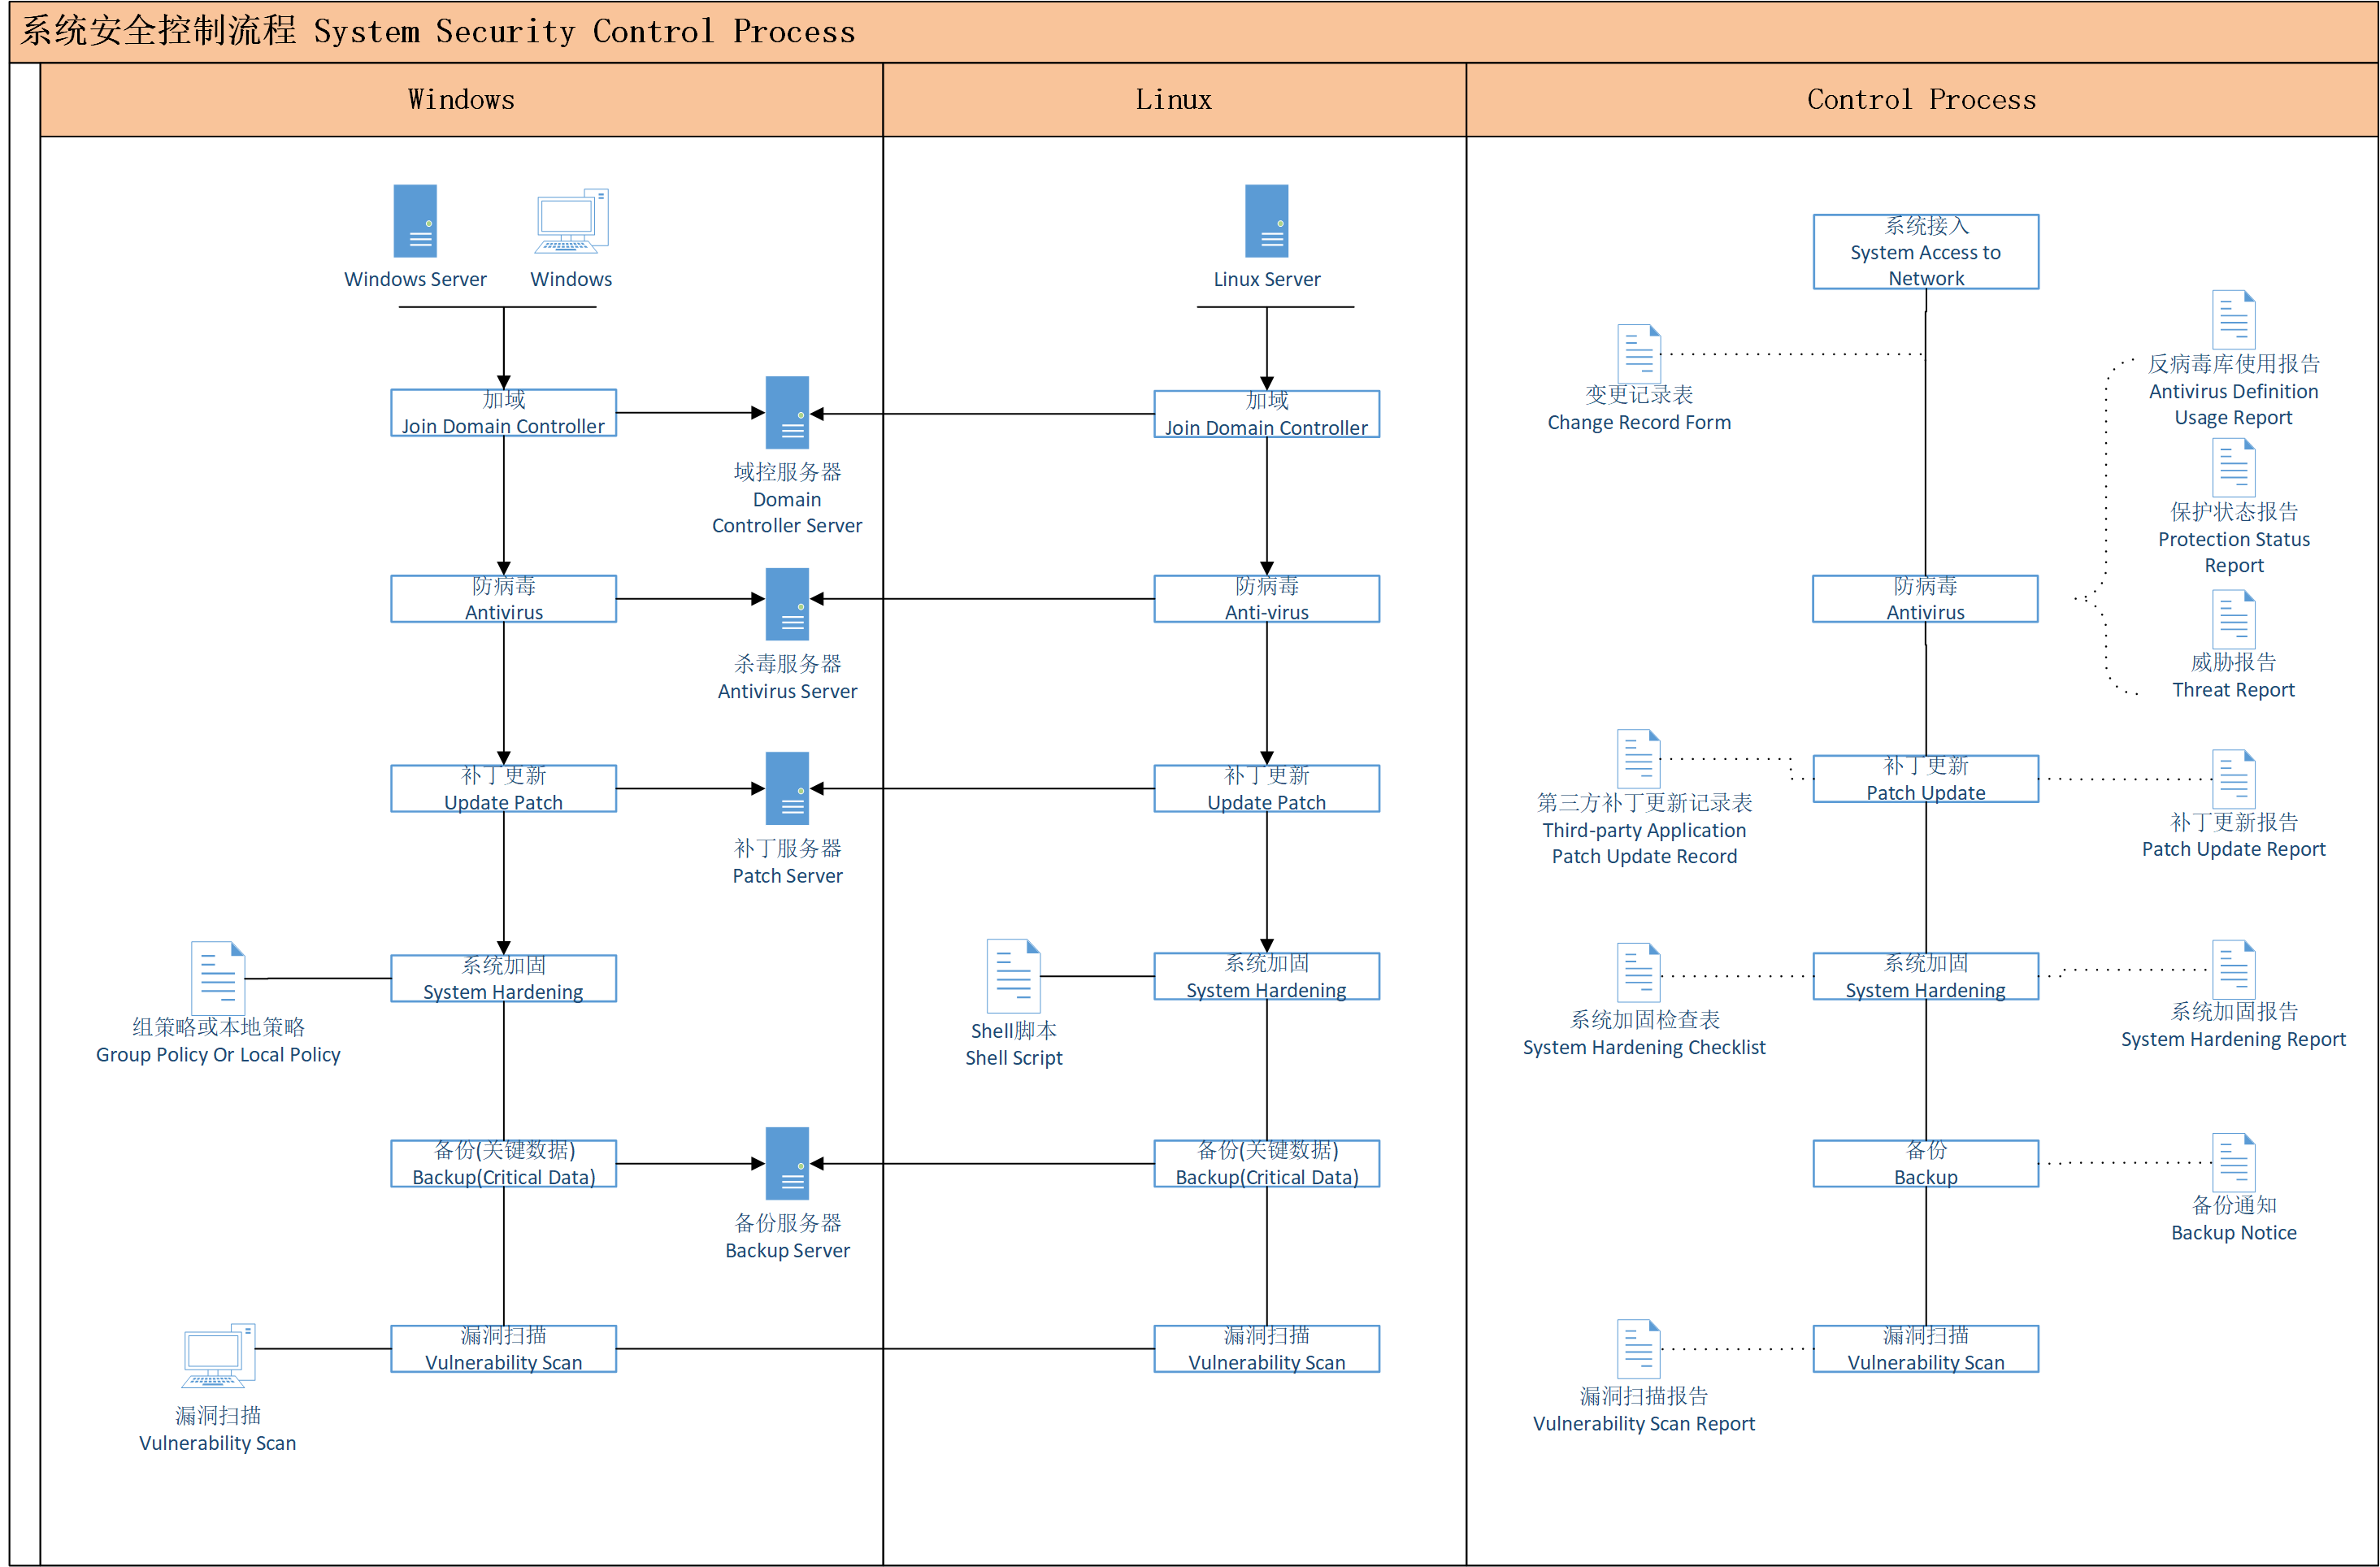 系统安全控制流程 System Security Control Process
Windows
Linux
Control Process
Windows Server
Windows
加域
Join Domain Controller
域控服务器
Domain
Controller Server
防病毒
Antivirus
杀毒服务器
Antivirus Server
补丁更新
Update Patch
补丁服务器
Patch Server
系统加固
System Hardening
组策略或本地策略
Group Policy Or Local Policy
备份(关键数据)
Backup(Critical Data)
备份服务器
Backup Server
漏洞扫描
Vulnerability Scan
漏洞扫描
Vulnerability Scan
Linux Server
加域
Join Domain Controller
防病毒
Anti-virus
补丁更新
Update Patch
系统加固
System Hardening
Shell脚本
Shell Script
备份(关键数据)
Backup(Critical Data)
漏洞扫描
Vulnerability Scan
系统接入
System Access to
Network
变更记录表
Change Record Form
反病毒库使用报告
Antivirus Definition
Usage Report
保护状态报告
Protection Status
Report
防病毒
Antivirus
威胁报告
Threat Report
补丁更新
Patch Update
第三方补丁更新记录表
Third-party Application
Patch Update Record
补丁更新报告
Patch Update Report
系统加固
System Hardening
系统加固检查表
System Hardening Checklist
系统加固报告
System Hardening Report
备份
Backup
备份通知
Backup Notice
漏洞扫描
Vulnerability Scan
漏洞扫描报告
Vulnerability Scan Report